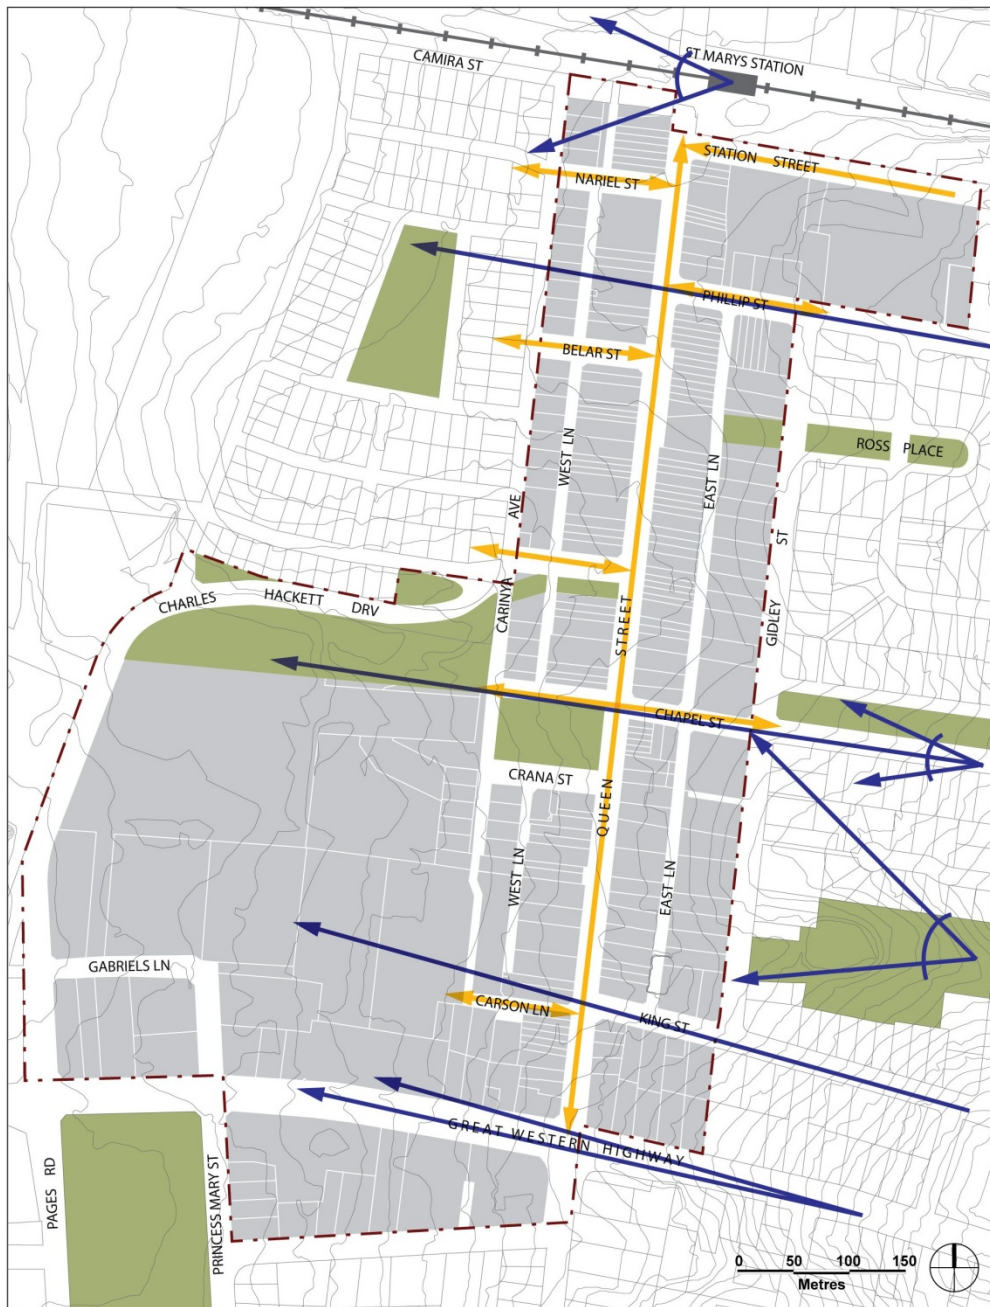 ST MARYS STATION
CAMIRA ST
STATION STREET
NARIEL ST
PHILLIP ST
BELAR ST
ROSS PLACE
WEST LN
EAST LN
AVE
ST
CARINYA
GIDLEY
STREET
CHARLES HACKETT DRV
CHAPEL ST
CRANA ST
QUEEN
WEST LN
EAST LN
GABRIELS LN
CARSON LN
KING ST
GREAT WESTERN HIGHWAY
PAGES RD
PRINCESS MARY ST
0 50 100 150
Metres